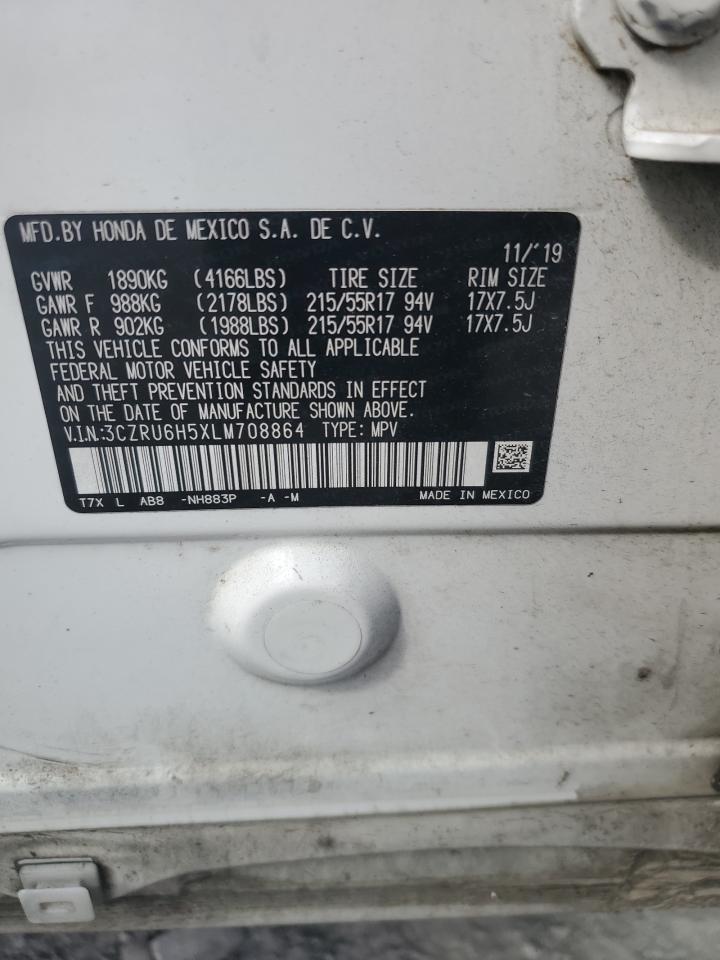 MFD.BY HONDA DE MEXICO S.A. DE C.V.
11/'19
GVWR 1890KG (4166LBS) TIRE SIZE RIM SIZE
GAWR F 988KG (2178LBS) 215/55R17 94V 17X7.5J
GAWR R 902KG (1988LBS) 215/55R17 94V 17X7.5J
THIS VEHICLE CONFORMS TO ALL APPLICABLE
FEDERAL MOTOR VEHICLE SAFETY
AND THEFT PREVENTION STANDARDS IN EFFECT
ON THE DATE OF MANUFACTURE SHOWN ABOVE.
V.I.N.:3CZRU6H5XLM708864 TYPE: MPV
T7X L AB8 -NH883P -A -M MADE IN MEXICO